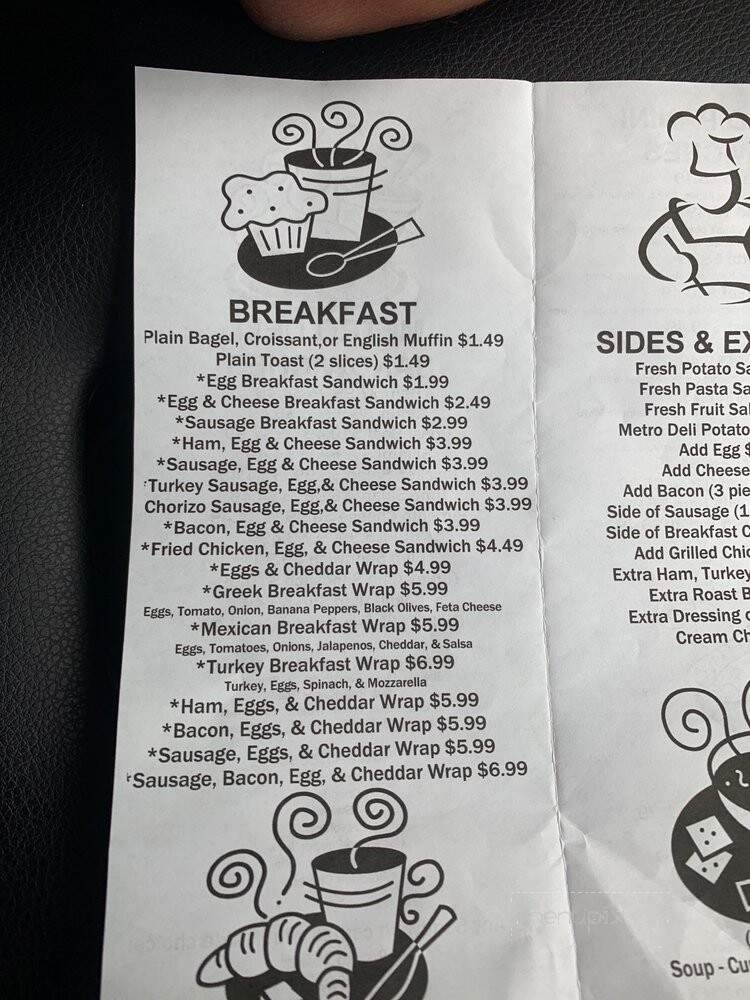 BREAKFAST
Plain Bagel, Croissant,or English Muffin $1.49
Plain Toast (2 slices) $1.49
*Egg Breakfast Sandwich $1.99
*Egg & Cheese Breakfast Sandwich $2.49
*Sausage Breakfast Sandwich $2.99
*Ham, Egg & Cheese Sandwich $3.99
*Sausage, Egg & Cheese Sandwich $3.99
*Turkey Sausage, Egg,& Cheese Sandwich $3.99
Chorizo Sausage, Egg,& Cheese Sandwich $3.99
*Bacon, Egg & Cheese Sandwich $3.99
*Fried Chicken, Egg, & Cheese Sandwich $4.49
*Eggs & Cheddar Wrap $4.99
*Greek Breakfast Wrap $5.99
Eggs, Tomato, Onion, Banana Peppers, Black Olives, Feta Cheese
*Mexican Breakfast Wrap $5.99
Eggs, Tomatoes, Onions, Jalapenos, Cheddar, & Salsa
*Turkey Breakfast Wrap $6.99
Turkey, Eggs, Spinach, & Mozzarella
*Ham, Eggs, & Cheddar Wrap $5.99
*Bacon, Eggs, & Cheddar Wrap $5.99
*Sausage, Eggs, & Cheddar Wrap $5.99
*Sausage, Bacon, Egg, & Cheddar Wrap $6.99
SIDES & EX
Fresh Potato Sa
Fresh Pasta Sa
Fresh Fruit Sal
Metro Deli Potato
Add Egg $
Add Cheese
Add Bacon (3 pie
Side of Sausage (1
Side of Breakfast
Add Grilled Chic
Extra Ham, Turkey
Extra Roast B
Extra Dressing
Cream Ch
Soup - Cu